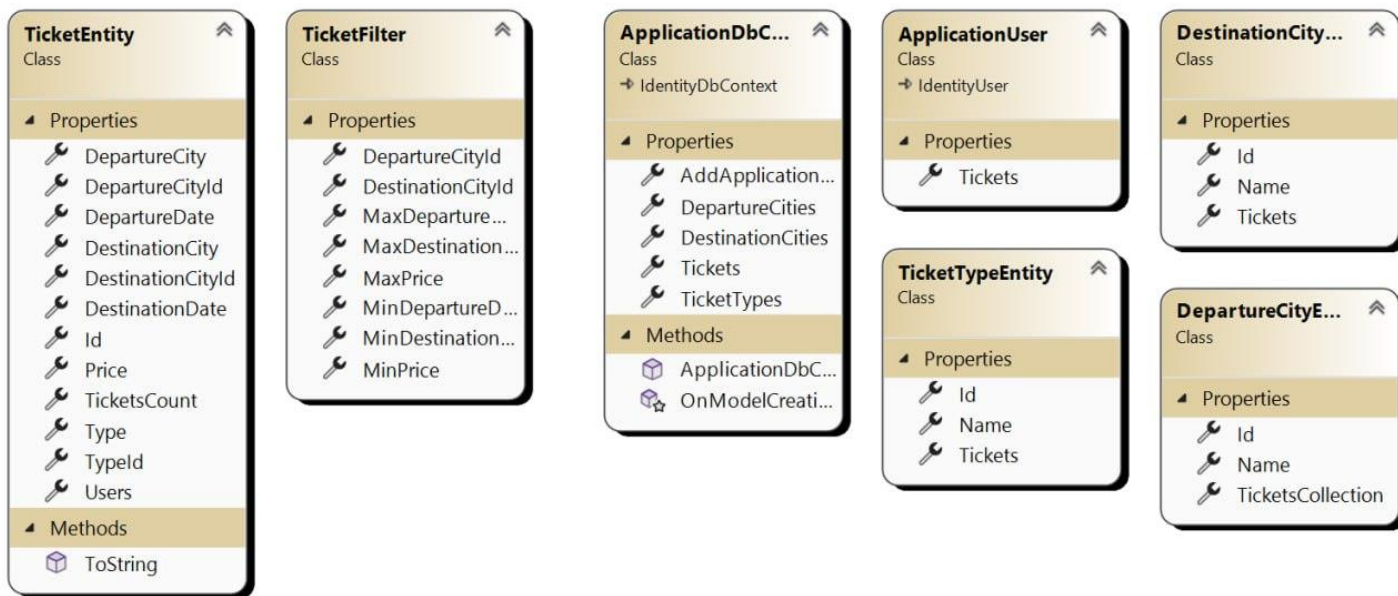 TicketEntity
Class
Properties
DepartureCity
DepartureCityId
DepartureDate
DestinationCity
DestinationCityId
DestinationDate
Id
Price
TicketsCount
Type
TypeId
Users
Methods
ToString
TicketFilter
Class
Properties
DepartureCityId
DestinationCityId
MaxDeparture...
MaxDestination...
MaxPrice
MinDepartureD...
MinDestination...
MinPrice
ApplicationDbC...
Class
IdentityDbContext
Properties
AddApplication...
DepartureCities
DestinationCities
Tickets
TicketTypes
Methods
ApplicationDbC...
OnModelCreati...
ApplicationUser
Class
IdentityUser
Properties
Tickets
TicketTypeEntity
Class
Properties
Id
Name
Tickets
DestinationCity...
Class
Properties
Id
Name
Tickets
DepartureCityE...
Class
Properties
Id
Name
TicketsCollection